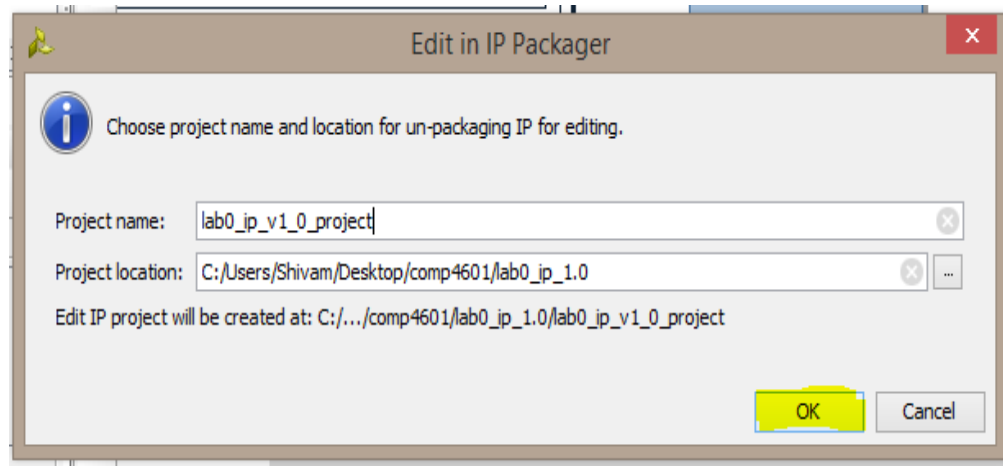 Edit in IP Packager
Choose project name and location for un-packaging IP for editing.
Project name: lab0_ip_v1_0_project
Project location: C:/Users/Shivam/Desktop/comp4601/lab0_ip_1.0 ...
Edit IP project will be created at: C:/.../comp4601/lab0_ip_1.0/lab0_ip_v1_0_project
OK Cancel